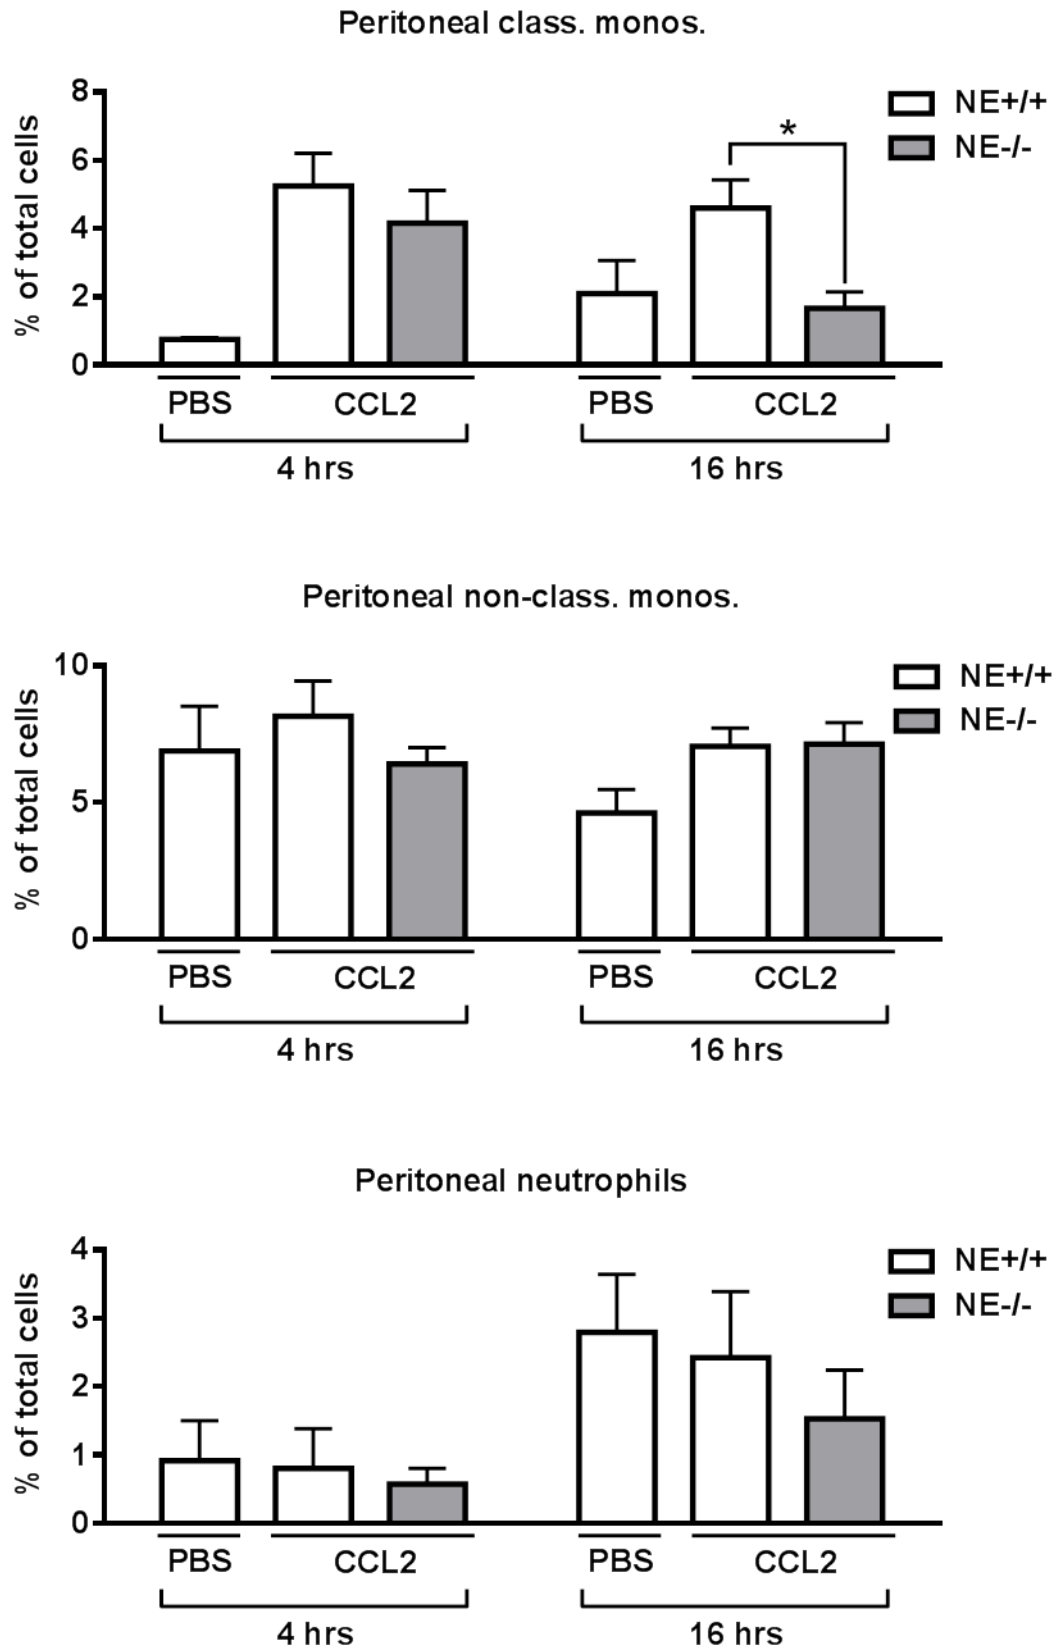 Peritoneal class. monos.
% of total cells
8
6
4
2
0
NE+/+
NE-/-
*
PBS CCL2 PBS CCL2
4 hrs 16 hrs
Peritoneal non-class. monos.
% of total cells
10
5
0
NE+/+
NE-/-
PBS CCL2 PBS CCL2
4 hrs 16 hrs
Peritoneal neutrophils
% of total cells
4
3
2
1
0
NE+/+
NE-/-
PBS CCL2 PBS CCL2
4 hrs 16 hrs